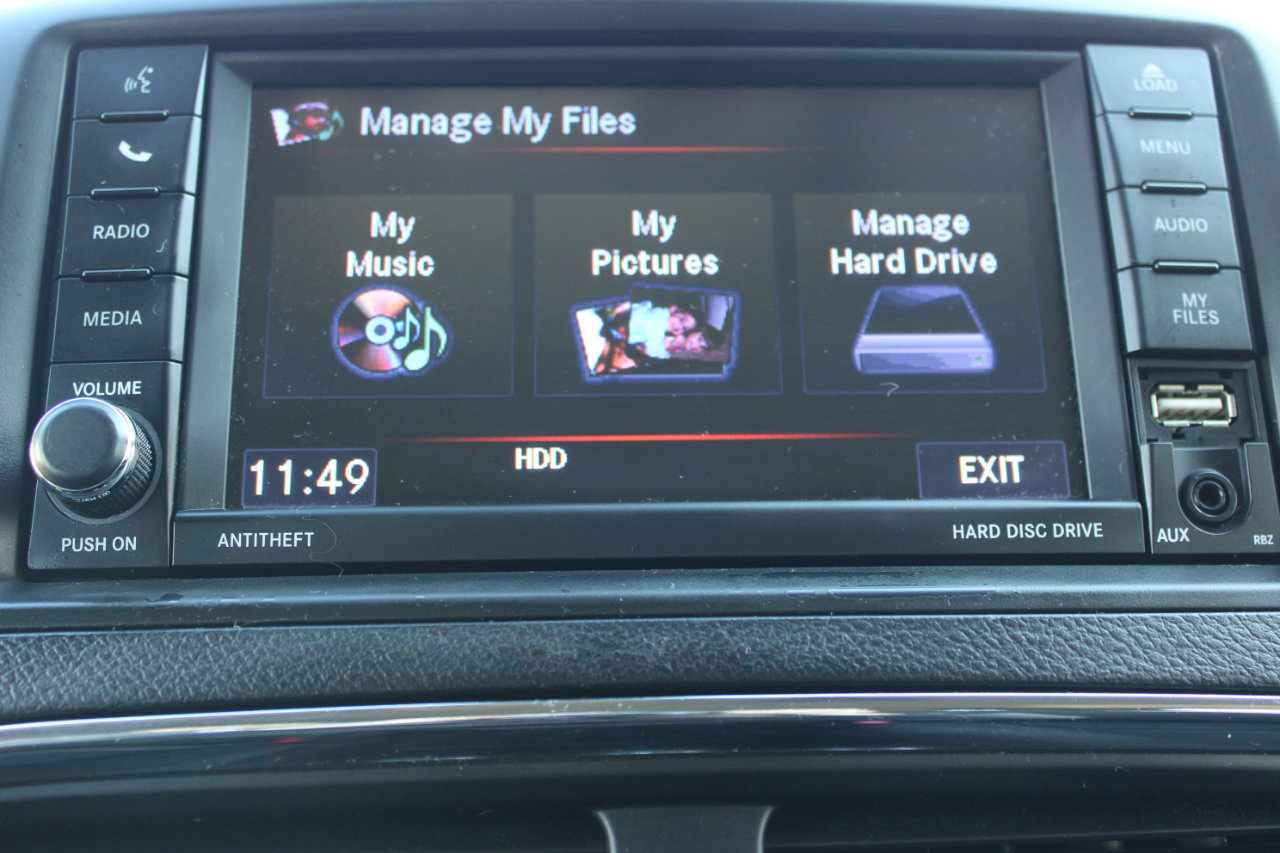 LOAD
Manage My Files
MENU
RADIO
My Music
My Pictures
Manage Hard Drive
AUDIO
MEDIA
MY FILES
VOLUME
11:49
HDD
EXIT
PUSH ON
ANTITHEFT
HARD DISC DRIVE
AUX
RBZ